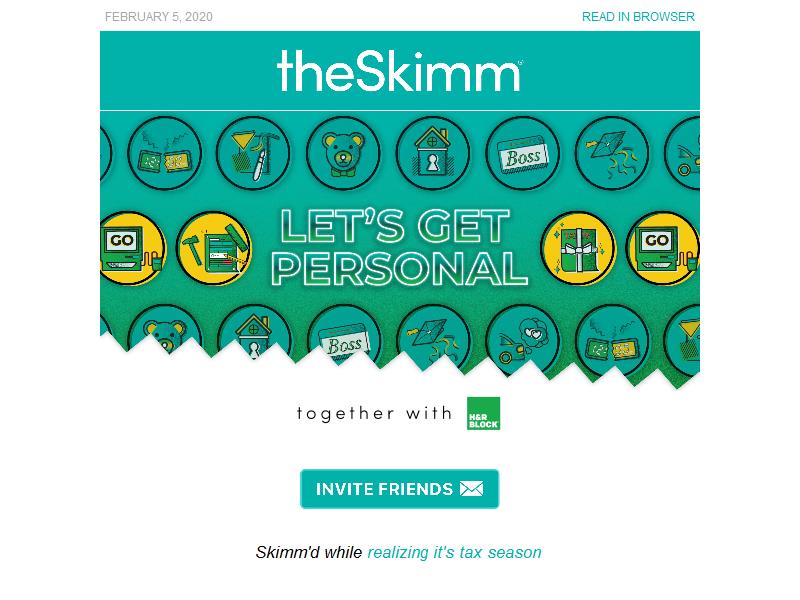 FEBRUARY 5, 2020 READ IN BROWSER
theSkimm
Boss
LET'S GET
GO GO
PERSONAL
Boss
together with H&R
BLOCK
INVITE FRIENDS
Skimm'd while realizing it's tax season